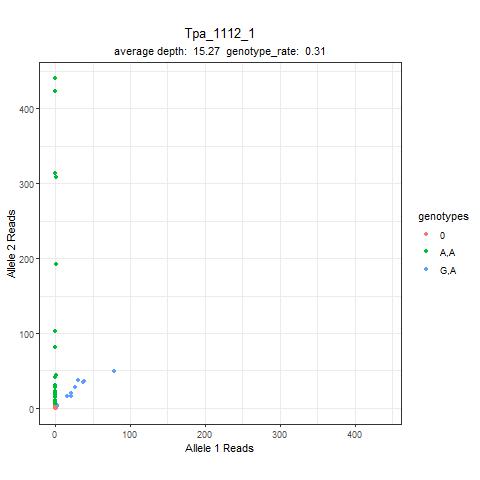 Tpa_1112_1
average depth: 15.27 genotype_rate: 0.31
400
300
200
100
0
Allele 2 Reads
0 100 200 300 400
Allele 1 Reads
genotypes
0
A,A
G,A